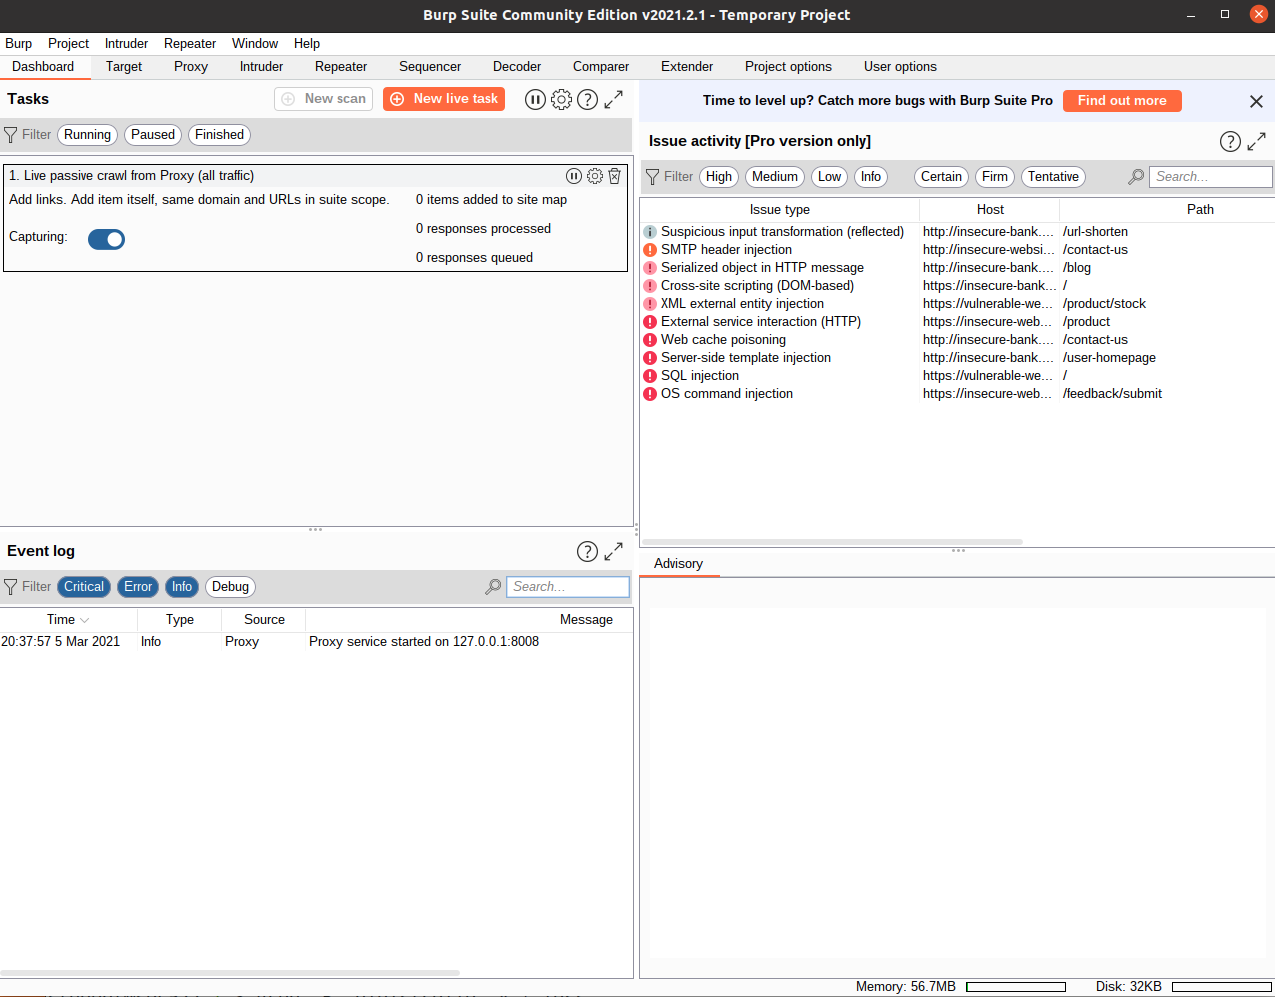 Burp Suite Community Edition v2021.2.1 - Temporary Project
Burp Project Intruder Repeater Window Help
Dashboard Target Proxy Intruder Repeater Sequencer Decoder Comparer Extender Project options User options
Tasks New scan New live task
Filter Running Paused Finished
1. Live passive crawl from Proxy (all traffic)
Add links. Add item itself, same domain and URLs in suite scope. 0 items added to site map
0 responses processed
Capturing:
0 responses queued
Time to level up? Catch more bugs with Burp Suite Pro Find out more
Issue activity [Pro version only]
Filter High Medium Low Info Certain Firm Tentative Search...
Issue type Host Path
Suspicious input transformation (reflected) http://insecure-bank.... /url-shorten
SMTP header injection http://insecure-websi... /contact-us
Serialized object in HTTP message http://insecure-bank.... /blog
Cross-site scripting (DOM-based) https://insecure-bank... /
XML external entity injection https://vulnerable-we... /product/stock
External service interaction (HTTP) https://insecure-web... /product
Web cache poisoning http://insecure-bank.... /contact-us
Server-side template injection http://insecure-bank.... /user-homepage
SQL injection https://vulnerable-we... /
OS command injection https://insecure-web... /feedback/submit
Event log
Filter Critical Error Info Debug Search...
Time Type Source Message
20:37:57 5 Mar 2021 Info Proxy Proxy service started on 127.0.0.1:8008
Advisory
Memory: 56.7MB Disk: 32KB